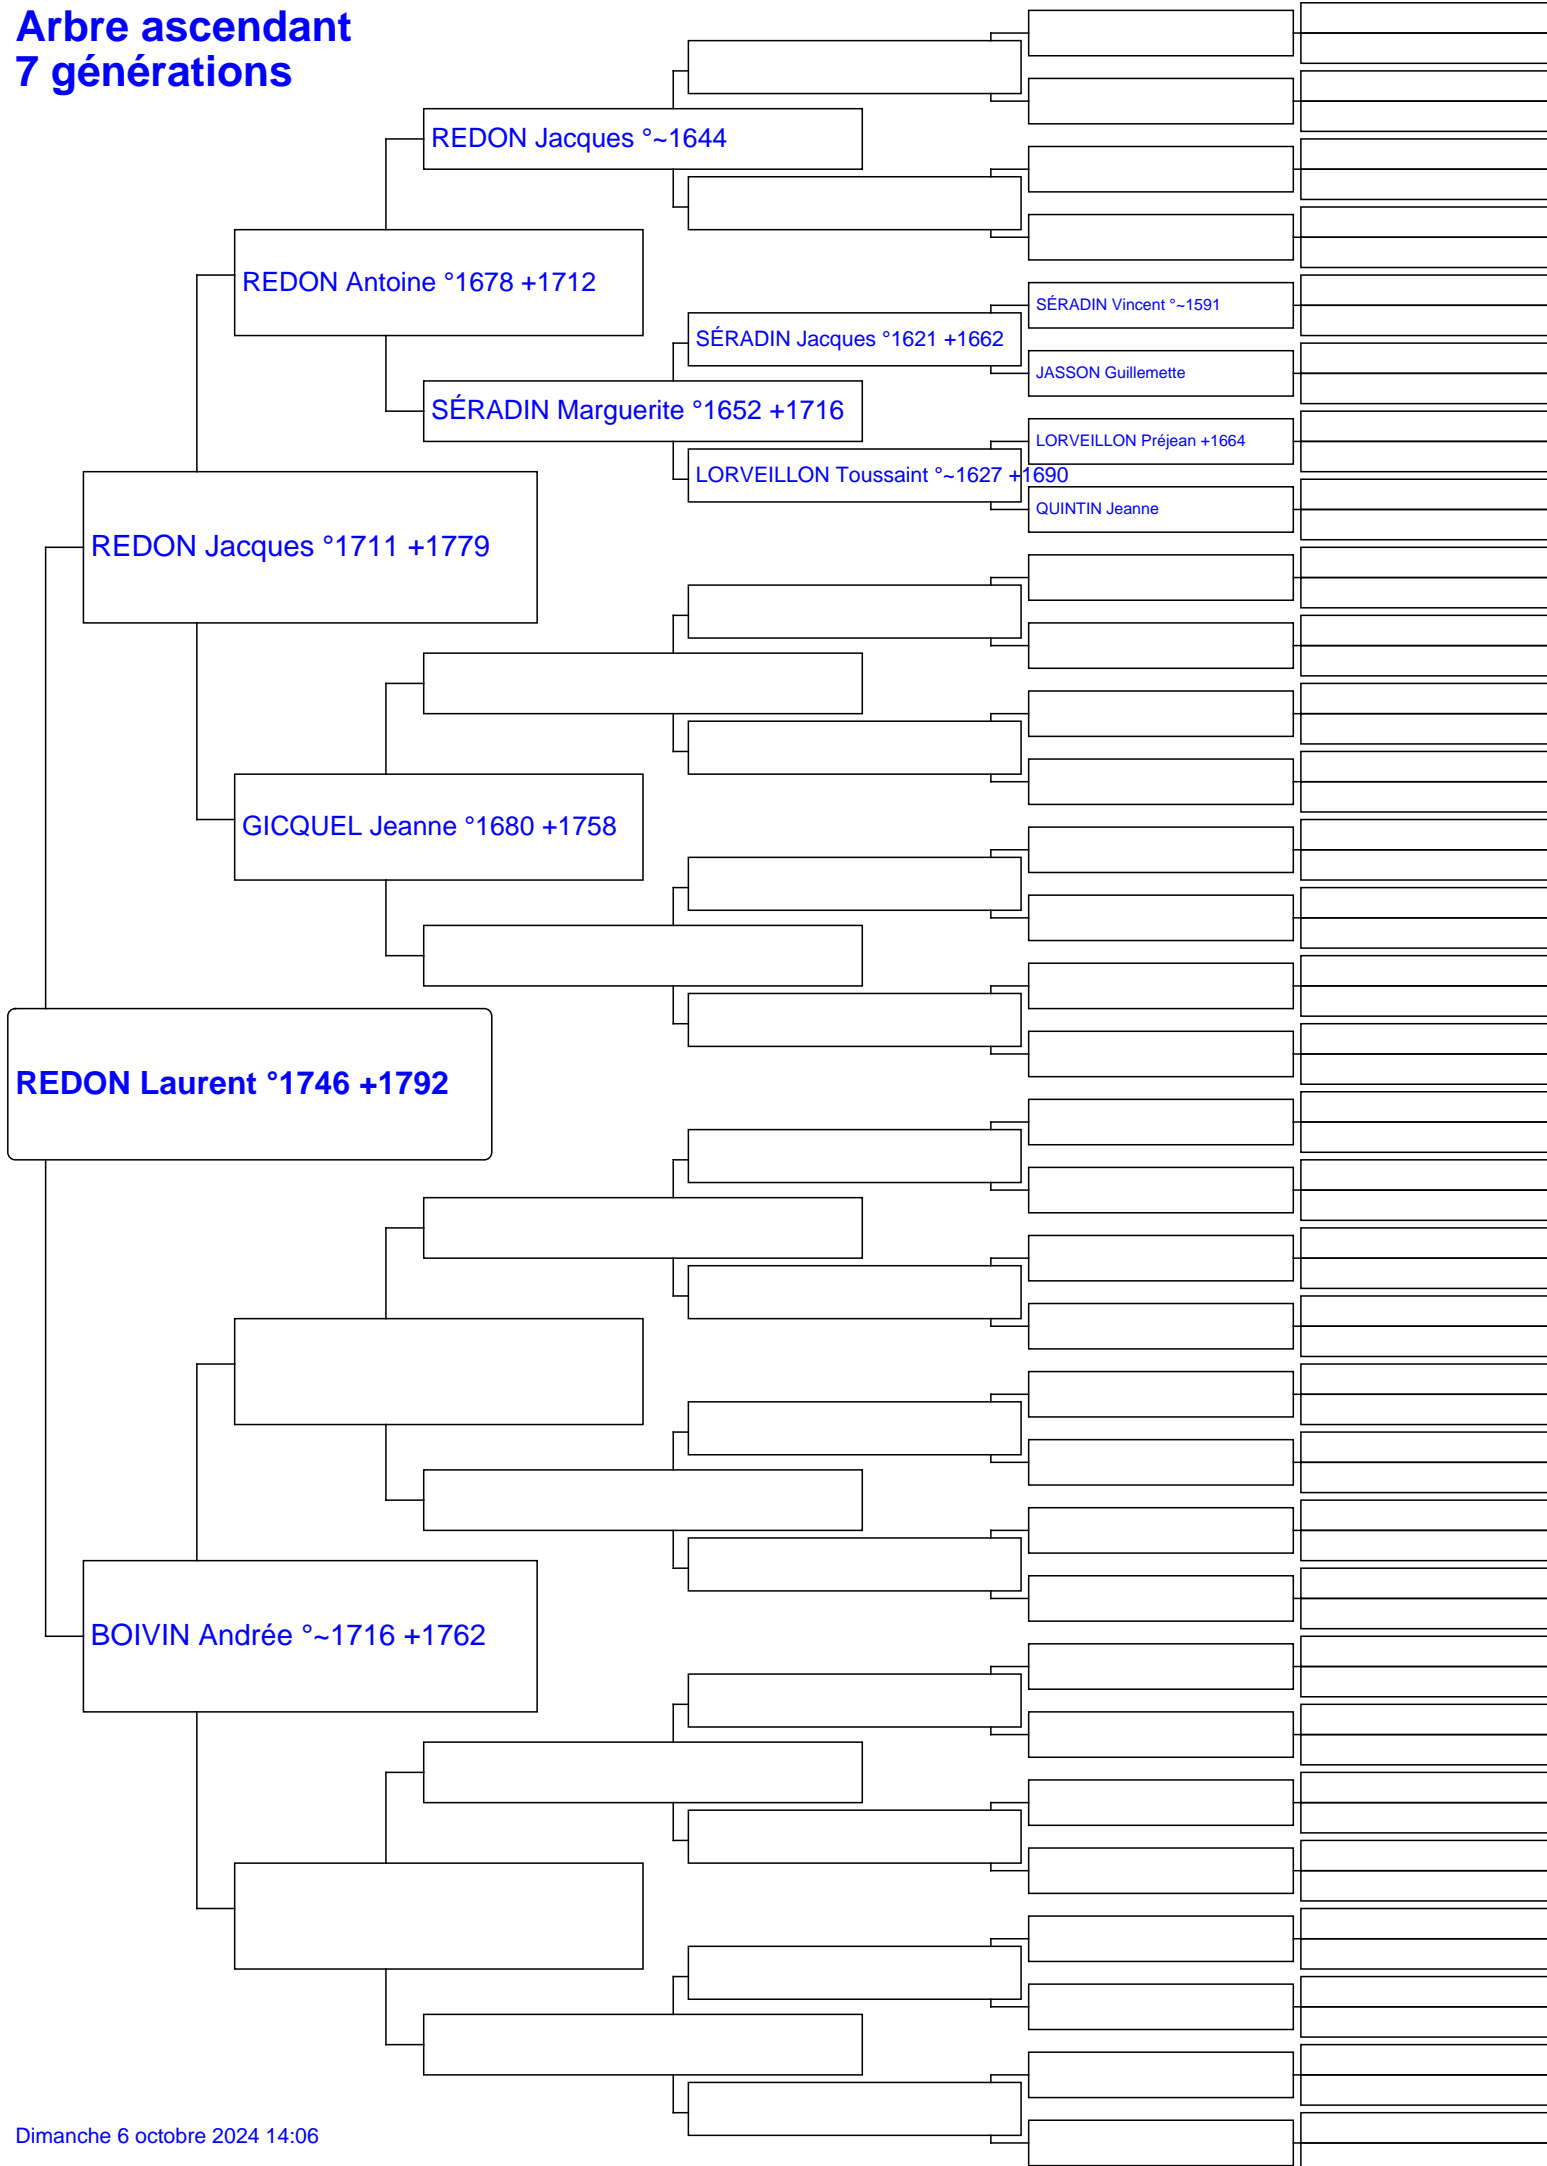 Arbre ascendant
7 générations
REDON Jacques °~1644
REDON Antoine °1678 +1712
SÉRADIN Vincent °~1591
SÉRADIN Jacques °1621 +1662
JASSON Guillemette
SÉRADIN Marguerite °1652 +1716
LORVEILLON Préjean +1664
LORVEILLON Toussaint °~1627 +1690
QUINTIN Jeanne
REDON Jacques °1711 +1779
GICQUEL Jeanne °1680 +1758
REDON Laurent °1746 +1792
BOIVIN Andrée °~1716 +1762
Dimanche 6 octobre 2024 14:06